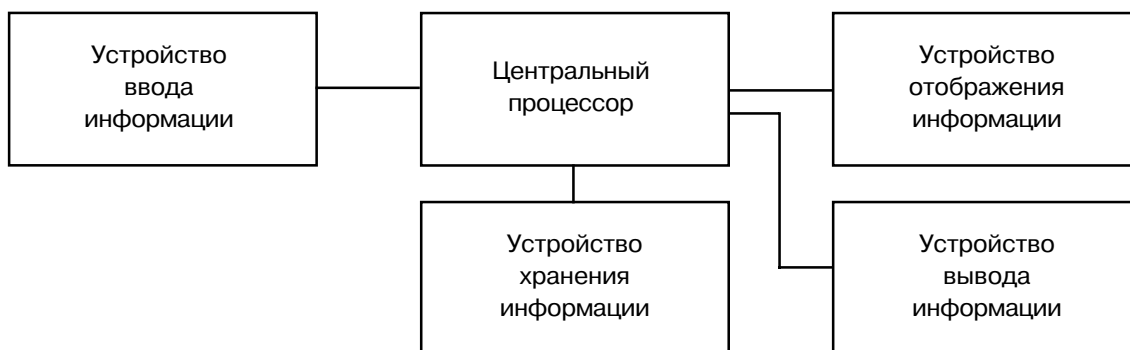 Устройство
ввода
информации
Центральный
процессор
Устройство
отображения
информации
Устройство
хранения
информации
Устройство
вывода
информации